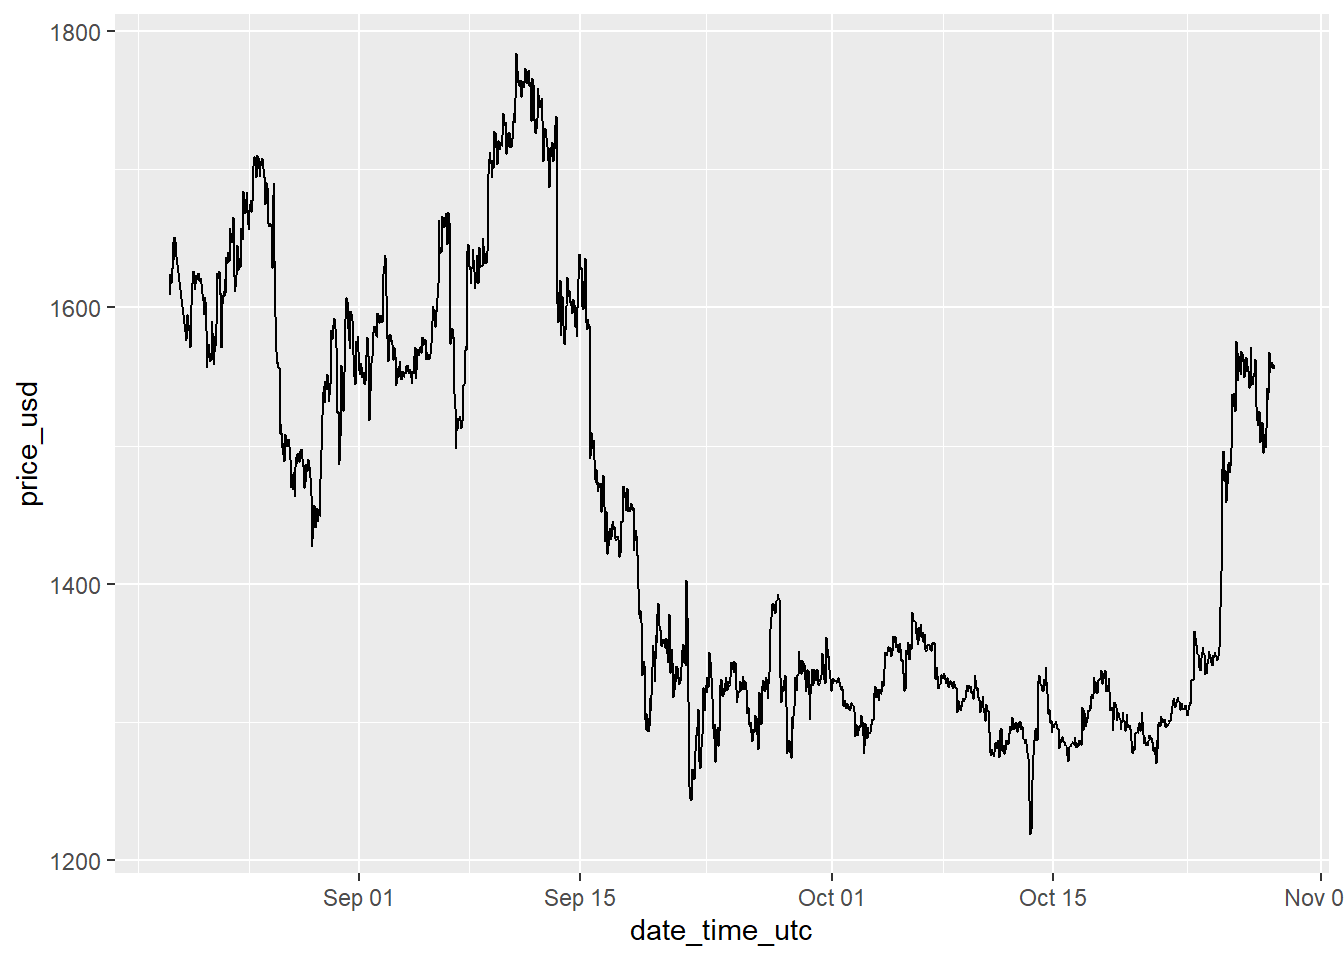 1800
1600
1400
1200
price_usd
Sep 01
Sep 15
Oct 01
Oct 15
Nov 0
date_time_utc